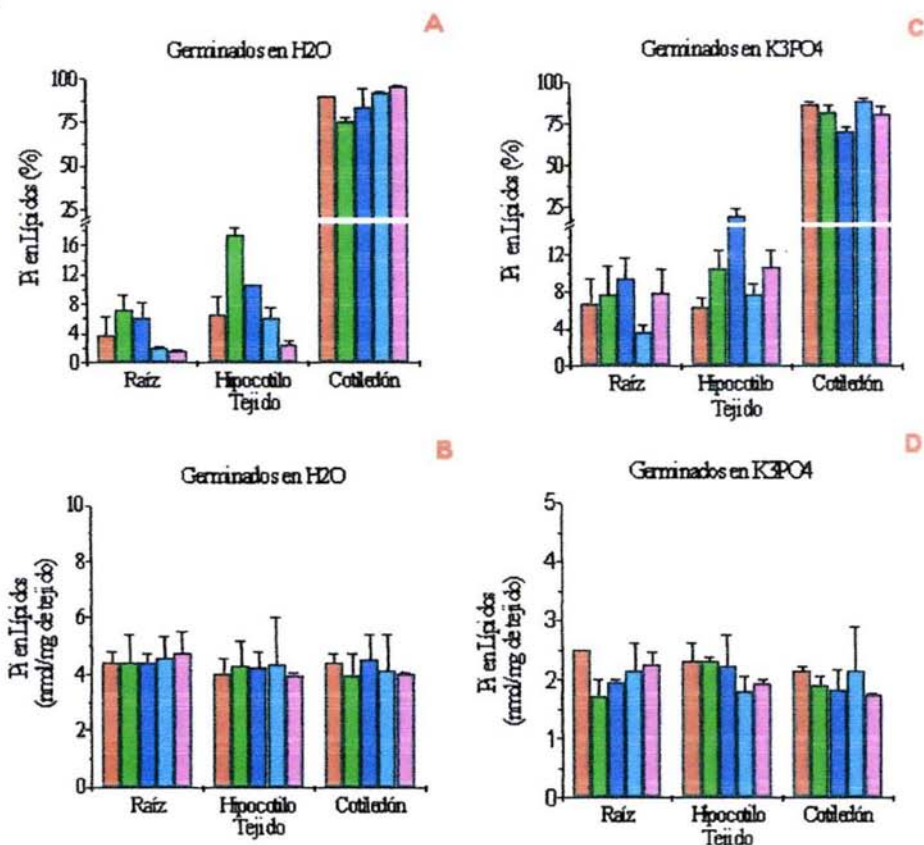 A
Germinados en H2O
Pi en Lípidos (%)
100
75
50
25
16
12
8
4
0
Raíz
Hipocotilo
Cotiledón
Tejido
C
Germinados en K3PO4
Pi en Lípidos (%)
100
75
50
25
12
8
4
0
Raíz
Hipocotilo
Cotiledón
Tejido
B
Germinados en H2O
Pi en Lípidos
(nmol/mg de tejido)
10
8
6
4
2
0
Raíz
Hipocotilo
Cotiledón
Tejido
D
Germinados en K3PO4
Pi en Lípidos
(nmol/mg de tejido)
5
4
3
2
1
0
Raíz
Hipocotilo
Cotiledón
Tejido